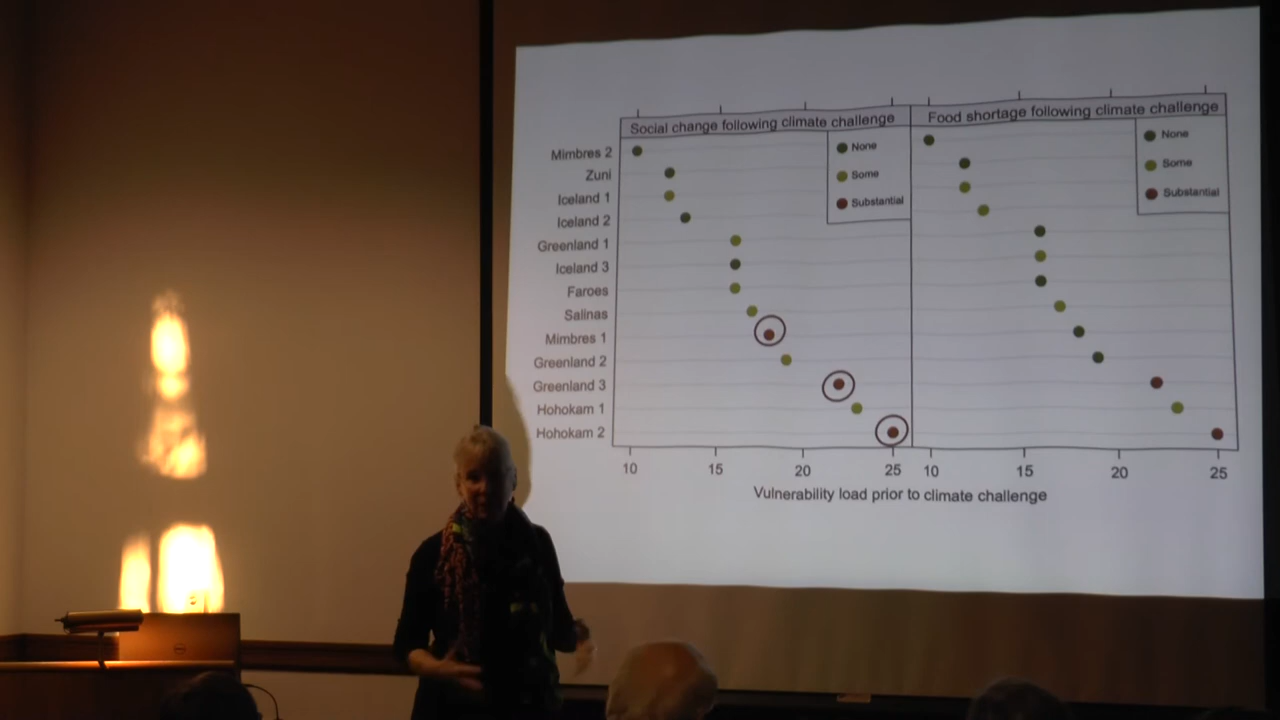 Social change following climate challenge
Food shortage following climate challenge
None
Some
Substantial
None
Some
Substantial
Mimbres 2
Zuni
Iceland 1
Iceland 2
Greenland 1
Iceland 3
Faroes
Salinas
Mimbres 1
Greenland 2
Greenland 3
Hohokam 1
Hohokam 2
10 15 20 25 10 15 20 25
Vulnerability load prior to climate challenge